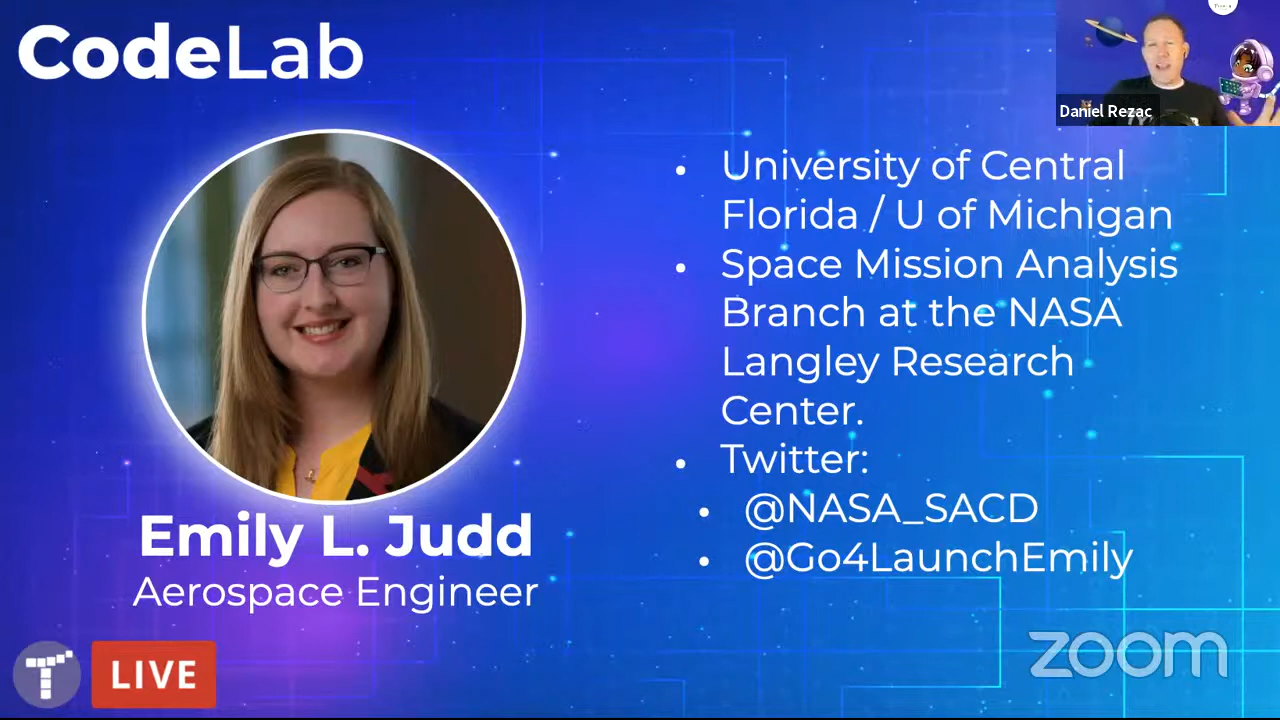 CodeLab
Daniel Rezac
• University of Central
Florida / U of Michigan
• Space Mission Analysis
Branch at the NASA
Langley Research
Center.
• Twitter:
• @NASA_SACD
• @Go4LaunchEmily
Emily L. Judd
Aerospace Engineer
T
LIVE
zoom